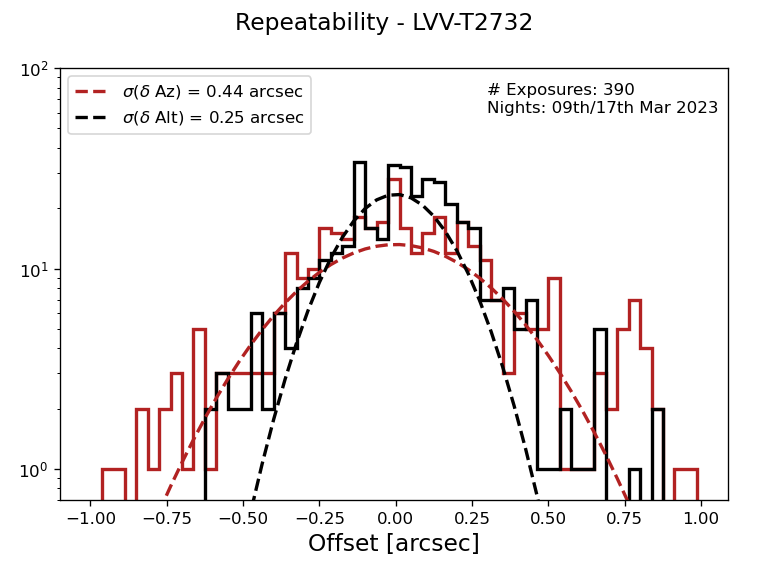 Repeatability - LVV-T2732
10²
10¹
10⁰
σ(δ Az) = 0.44 arcsec
σ(δ Alt) = 0.25 arcsec
# Exposures: 390
Nights: 09th/17th Mar 2023
−1.00 −0.75 −0.50 −0.25 0.00 0.25 0.50 0.75 1.00
Offset [arcsec]